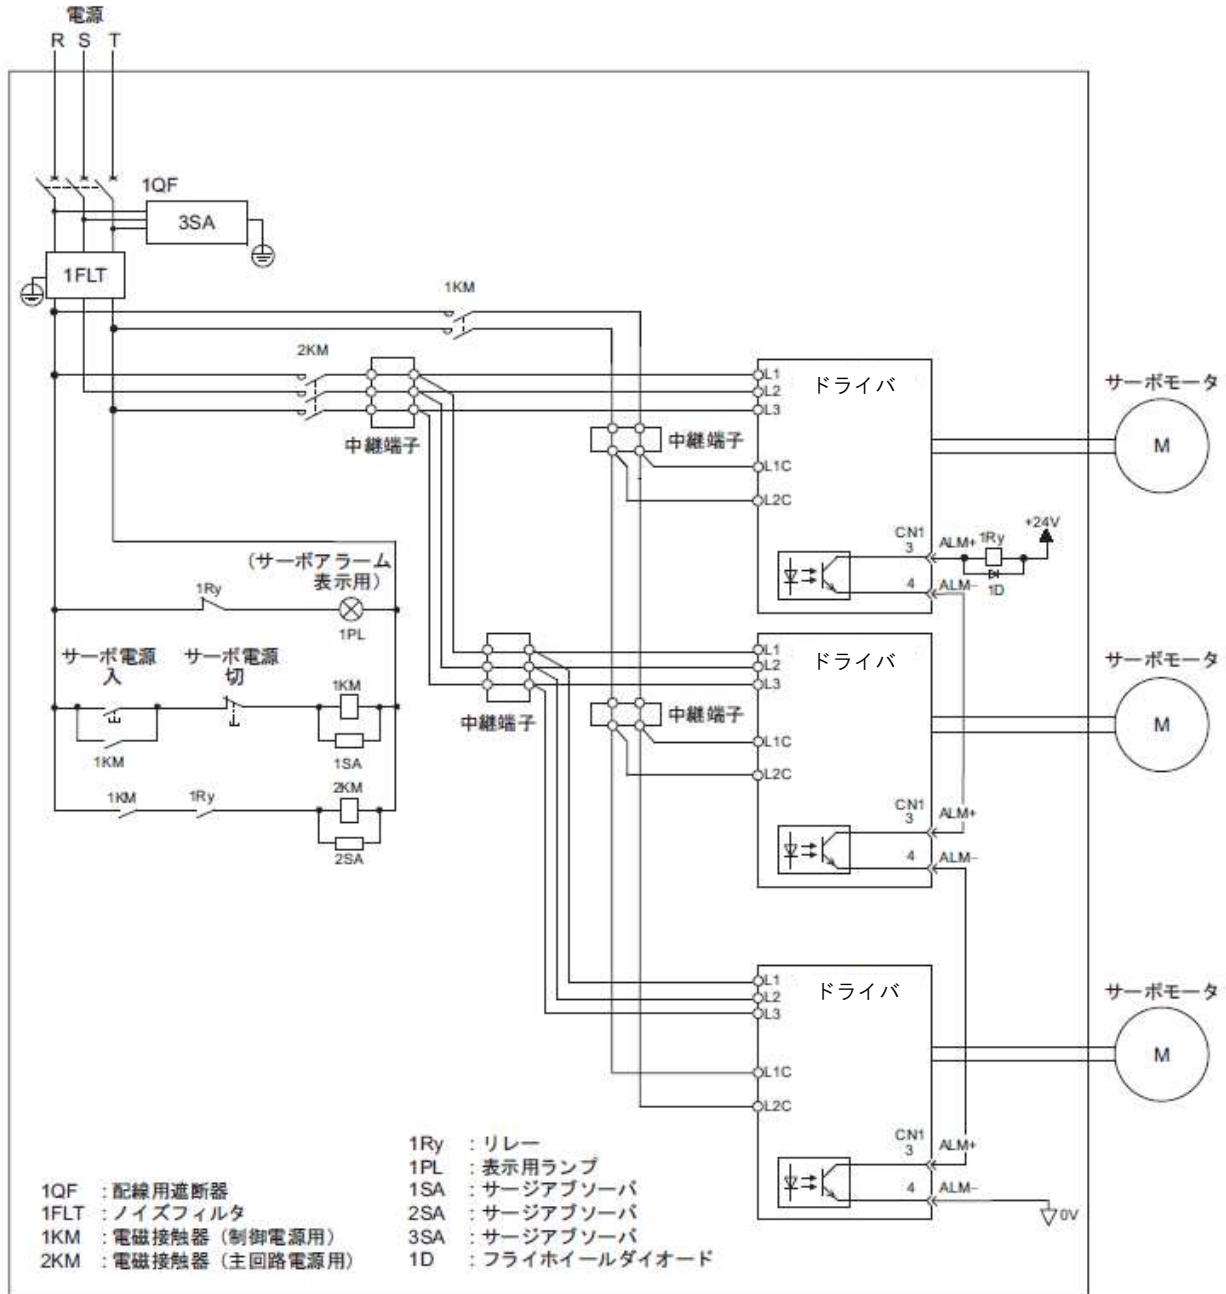 電源
R S T
1QF
3SA
1FLT
1KM
2KM
中継端子
中継端子
L1
L2
L3
L1C
L2C
ドライバ
サーボモータ
M
CN1
3
4
ALM+
ALM−
1Ry
+24V
1D
(サーボアラーム
表示用)
1Ry
1PL
サーボ電源
入
サーボ電源
切
1KM
1KM
1SA
1KM
1Ry
2KM
2SA
中継端子
中継端子
L1
L2
L3
L1C
L2C
ドライバ
サーボモータ
M
CN1
3
4
ALM+
ALM−
L1
L2
L3
L1C
L2C
ドライバ
サーボモータ
M
CN1
3
4
ALM+
ALM−
0V
1QF :配線用遮断器
1FLT :ノイズフィルタ
1KM :電磁接触器(制御電源用)
2KM :電磁接触器(主回路電源用)
1Ry :リレー
1PL :表示用ランプ
1SA :サージアブソーバ
2SA :サージアブソーバ
3SA :サージアブソーバ
1D :フライホイールダイオード